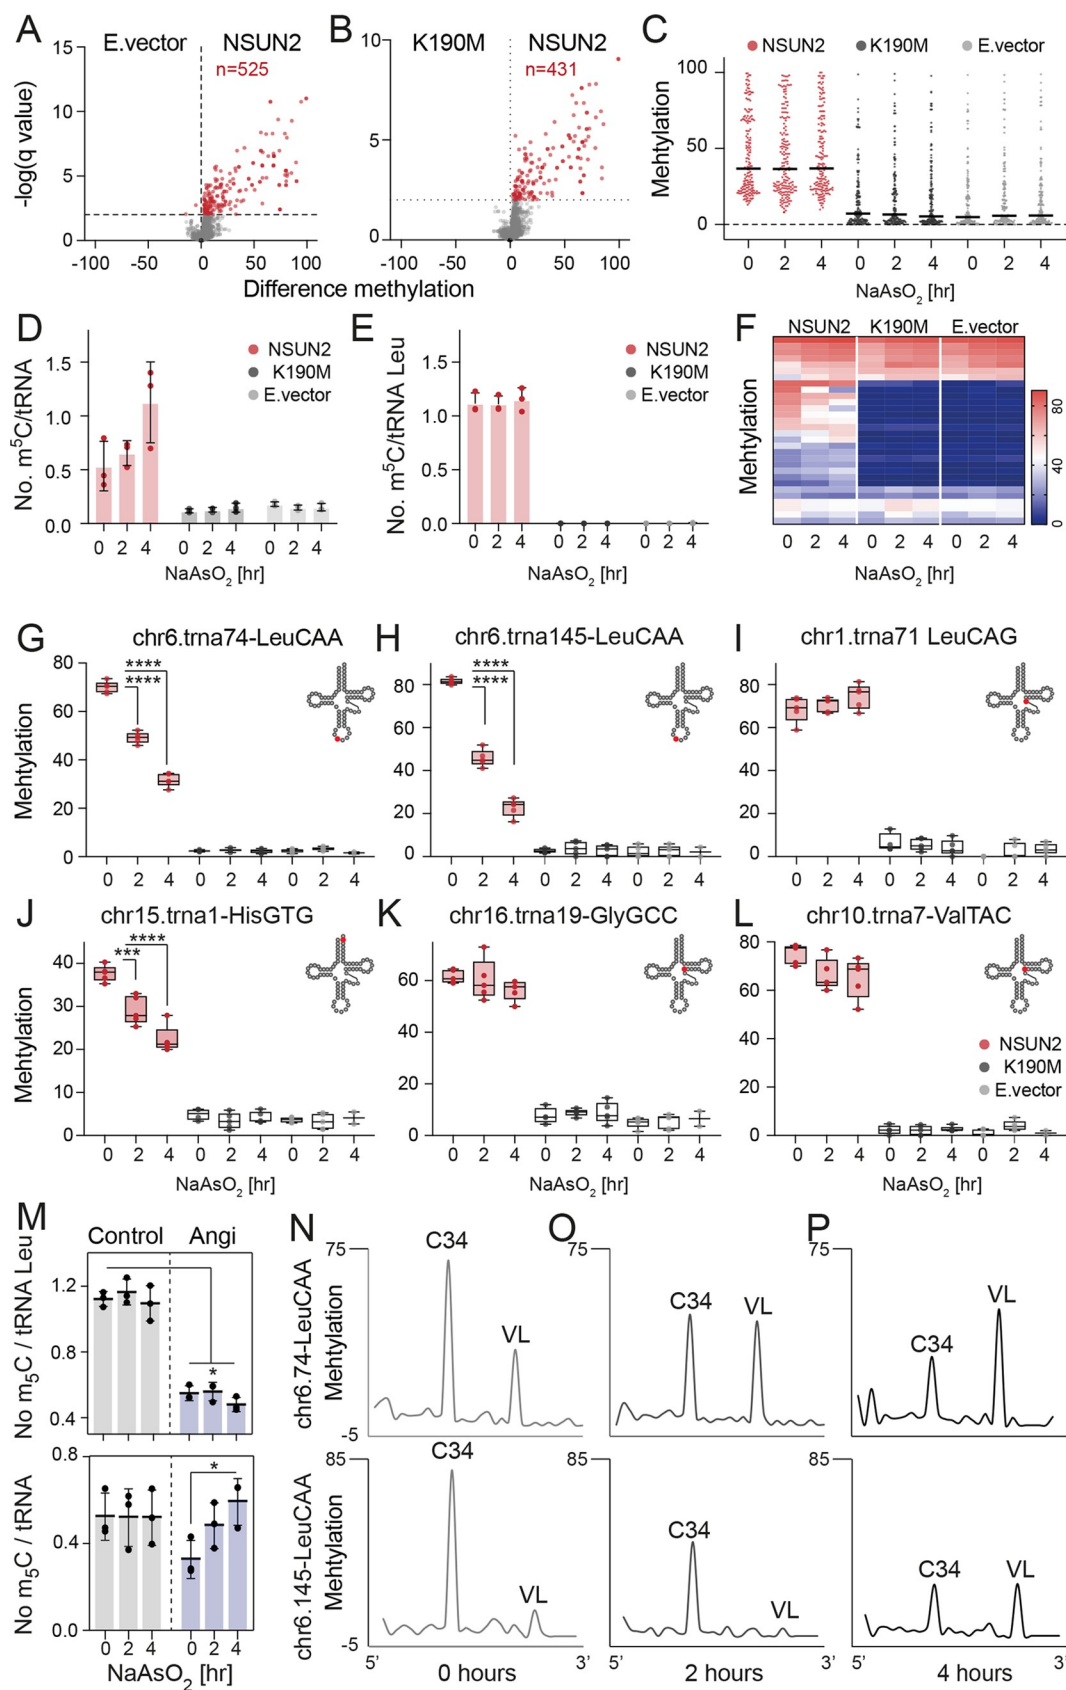 A
E.vector
NSUN2
n=525
15
10
5
0
-log(q value)
-100
0
100
B
K190M
NSUN2
n=431
10
5
0
-100
0
100
Difference methylation
C
NSUN2
K190M
E.vector
100
50
0
Mehtylation
0
2
4
0
2
4
0
2
4
NaAsO2 [hr]
D
NSUN2
K190M
E.vector
1.5
1.0
0.5
0.0
No. m5C/tRNA
0 2 4 0 2 4 0 2 4
NaAsO2 [hr]
E
NSUN2
K190M
E.vector
1.5
1.0
0.5
0.0
No. m5C/tRNA Leu
0 2 4 0 2 4 0 2 4
NaAsO2 [hr]
F
NSUN2 K190M E.vector
Mehtylation
80
40
0
0 2 4 0 2 4 0 2 4
NaAsO2 [hr]
G
chr6.trna74-LeuCAA
80
60
40
20
0
Mehtylation
****
****
0 2 4 0 2 4 0 2 4
H
chr6.trna145-LeuCAA
80
60
40
20
0
****
****
0 2 4 0 2 4 0 2 4
I
chr1.trna71 LeuCAG
80
60
40
20
0
0 2 4 0 2 4 0 2 4
J
chr15.trna1-HisGTG
40
30
20
10
0
Mehtylation
****
***
0 2 4 0 2 4 0 2 4
NaAsO2 [hr]
K
chr16.trna19-GlyGCC
60
40
20
0
0 2 4 0 2 4 0 2 4
NaAsO2 [hr]
L
chr10.trna7-ValTAC
80
60
40
20
0
NSUN2
K190M
E.vector
0 2 4 0 2 4 0 2 4
NaAsO2 [hr]
M
Control Angi
1.2
0.8
0.4
No m5C / tRNA Leu
*
0.8
0.4
0.0
No m5C / tRNA
*
0 2 4 0 2 4
NaAsO2 [hr]
N
75
-5
chr6.74-LeuCAA
Mehtylation
C34
VL
O
75
C34
VL
P
75
C34
VL
85
-5
chr6.145-LeuCAA
Mehtylation
C34
VL
5’ 3’
0 hours
85
C34
VL
5’ 3’
2 hours
85
C34
VL
5’ 3’
4 hours